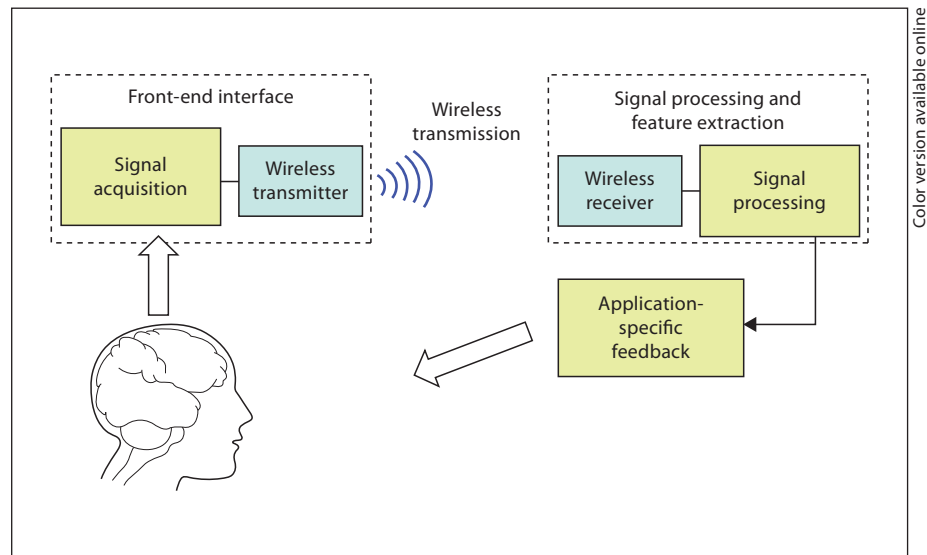 Front-end interface
Signal
acquisition
Wireless
transmitter
Wireless
transmission
Signal processing and
feature extraction
Wireless
receiver
Signal
processing
Application-
specific
feedback
Color version available online